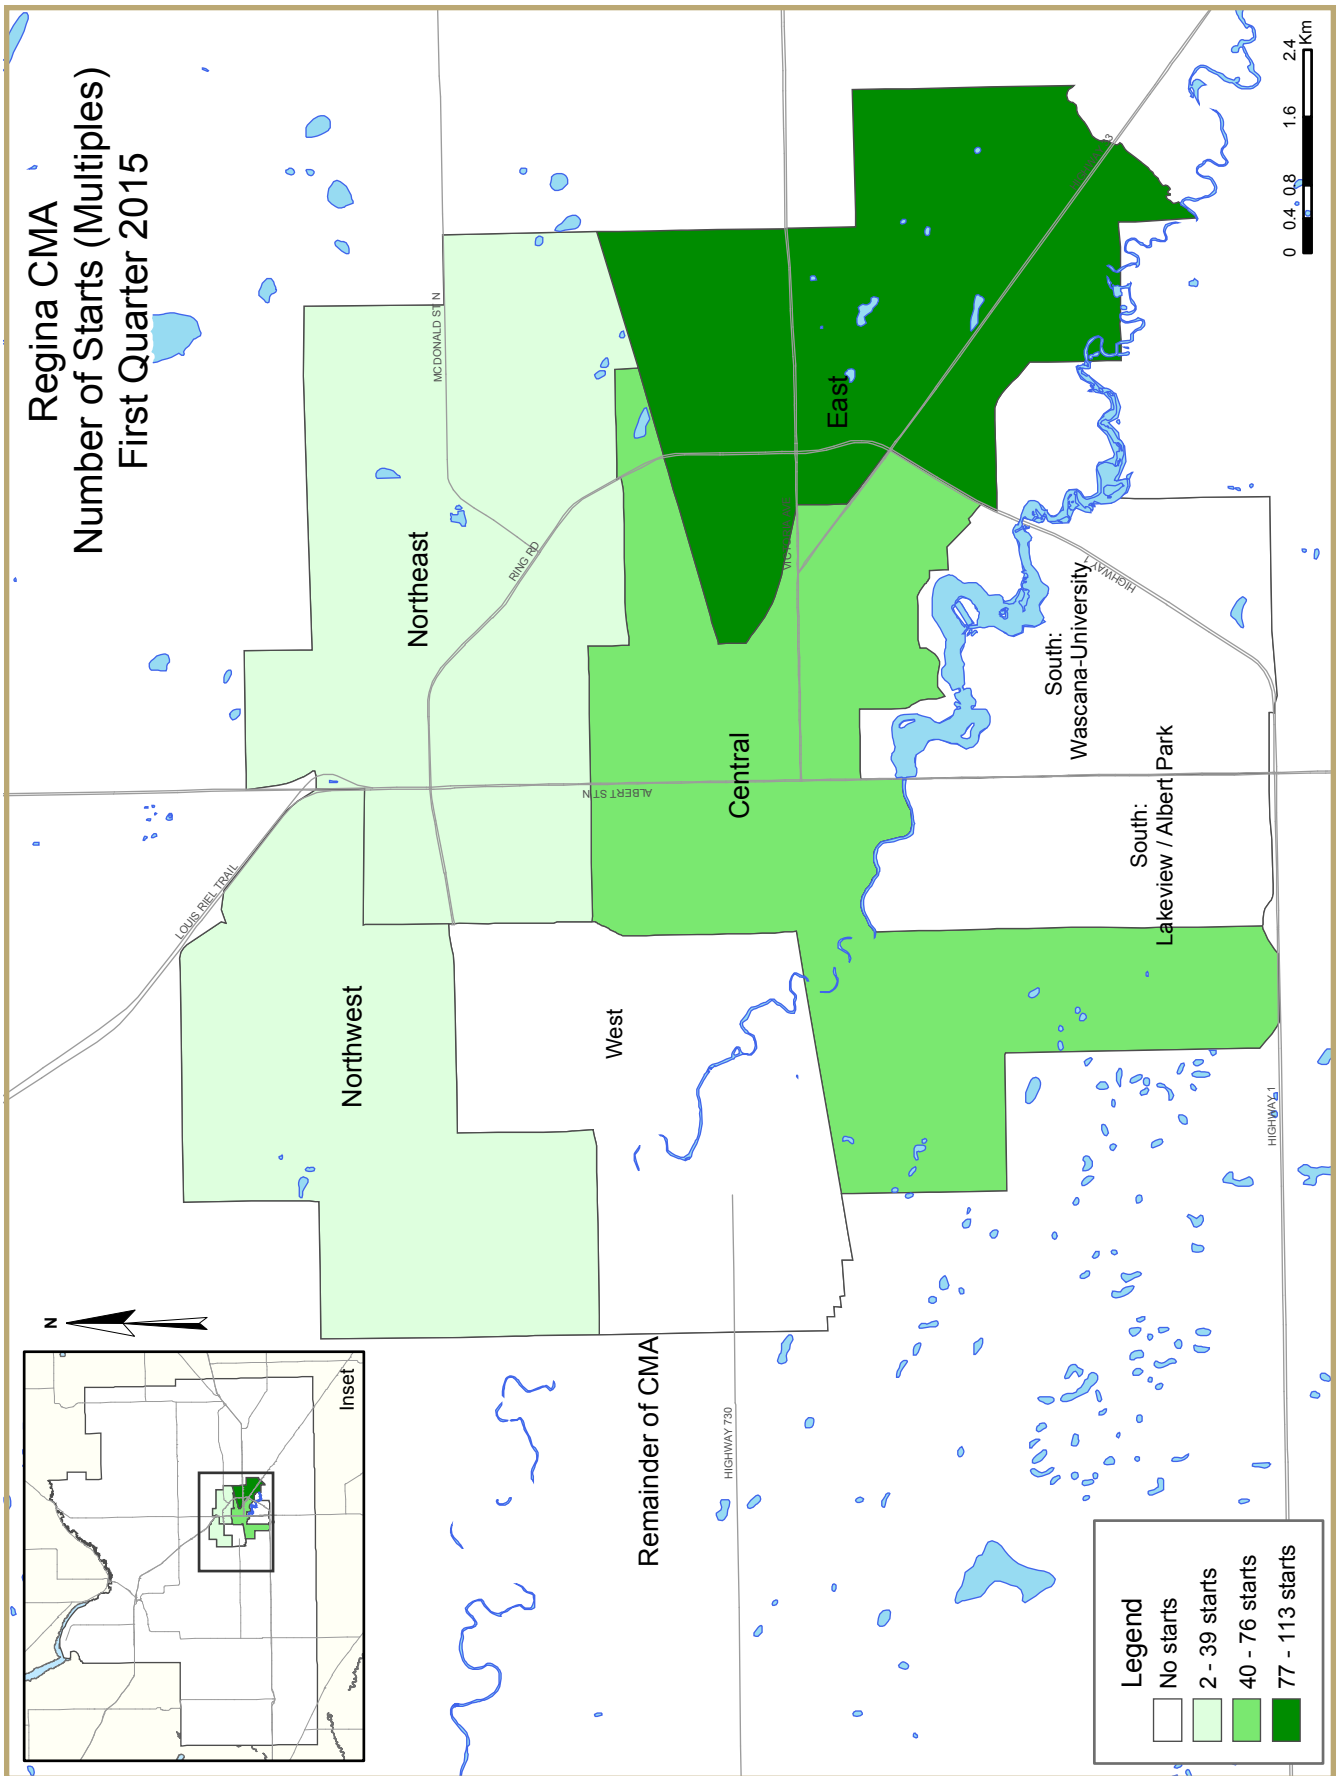 Regina CMA
Number of Starts (Multiples)
First Quarter 2015
N
Inset
LOUIS RIEL TRAIL
MCDONALD ST N
RING RD
ALBERT ST N
Northwest
Northeast
West
Central
East
South:
Wascana-University
South:
Lakeview / Albert Park
HIGHWAY 1
HIGHWAY 1
Remainder of CMA
HIGHWAY 730
Legend
No starts
2 - 39 starts
40 - 76 starts
77 - 113 starts
0 0.4 0.8 1.6 2.4
Km